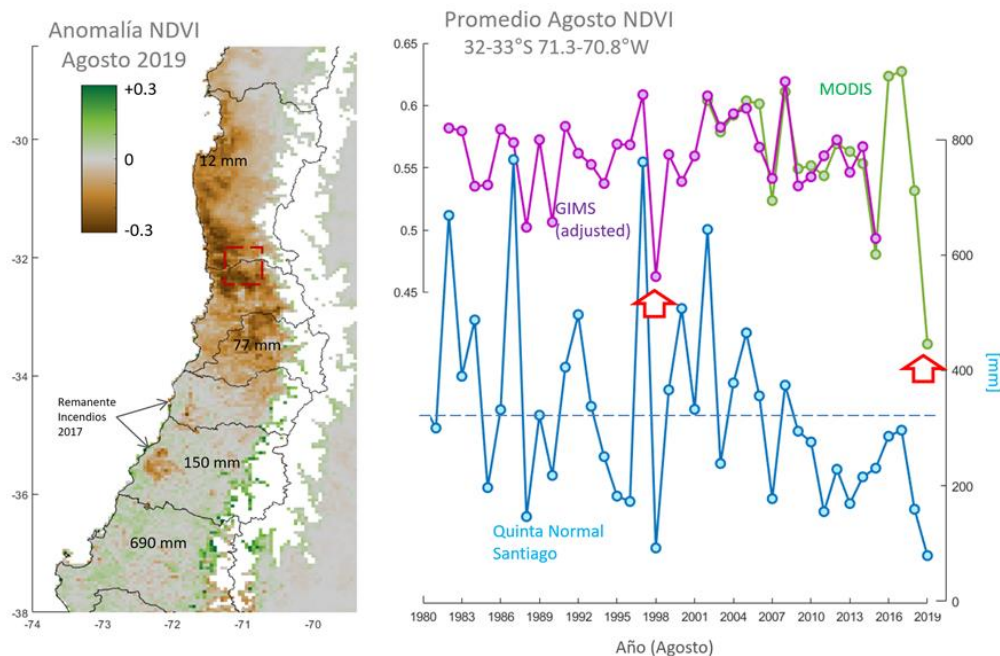 Anomalía NDVI
Agosto 2019
+0.3
0
-0.3
-30
-32
-34
-36
-38
-74
-73
-72
-71
-70
12 mm
77 mm
150 mm
690 mm
Remanente
Incendios
2017
Promedio Agosto NDVI
32-33°S 71.3-70.8°W
0.65
0.6
0.55
0.5
0.45
MODIS
GIMS
(adjusted)
Quinta Normal
Santiago
800
600
400
200
0
[mm]
1980
1983
1986
1989
1992
1995
1998
2001
2004
2007
2010
2013
2016
2019
Año (Agosto)